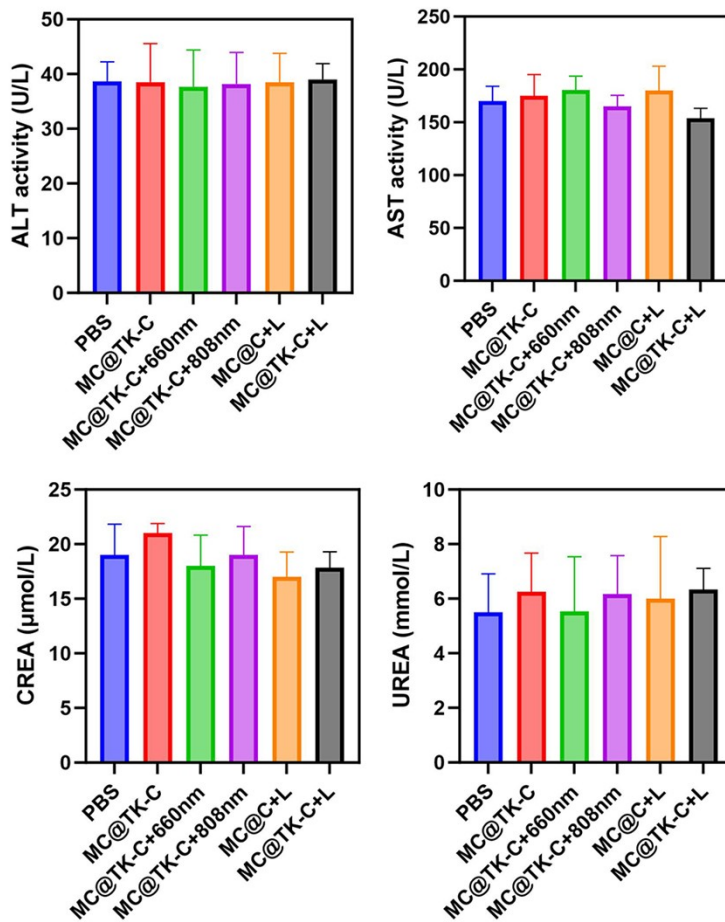 ALT activity (U/L)
50
40
30
20
10
0
PBS
MC@TK-C
MC@TK-C+660nm
MC@TK-C+808nm
MC@C+L
MC@TK-C+L
AST activity (U/L)
250
200
150
100
50
0
PBS
MC@TK-C
MC@TK-C+660nm
MC@TK-C+808nm
MC@C+L
MC@TK-C+L
CREA (μmol/L)
25
20
15
10
5
0
PBS
MC@TK-C
MC@TK-C+660nm
MC@TK-C+808nm
MC@C+L
MC@TK-C+L
UREA (mmol/L)
10
8
6
4
2
0
PBS
MC@TK-C
MC@TK-C+660nm
MC@TK-C+808nm
MC@C+L
MC@TK-C+L